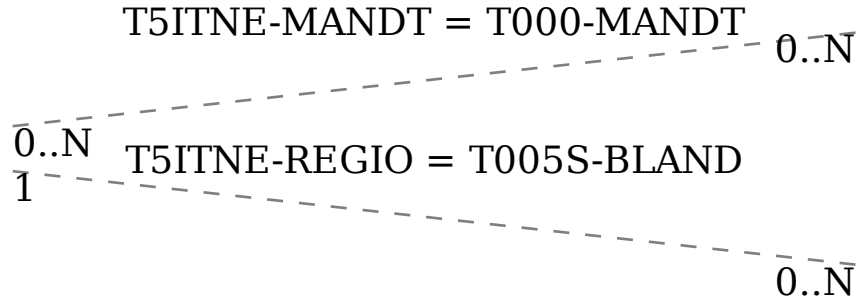 T5ITNE-MANDT = T000-MANDT
0..N
0..N
T5ITNE-REGIO = T005S-BLAND
1
0..N